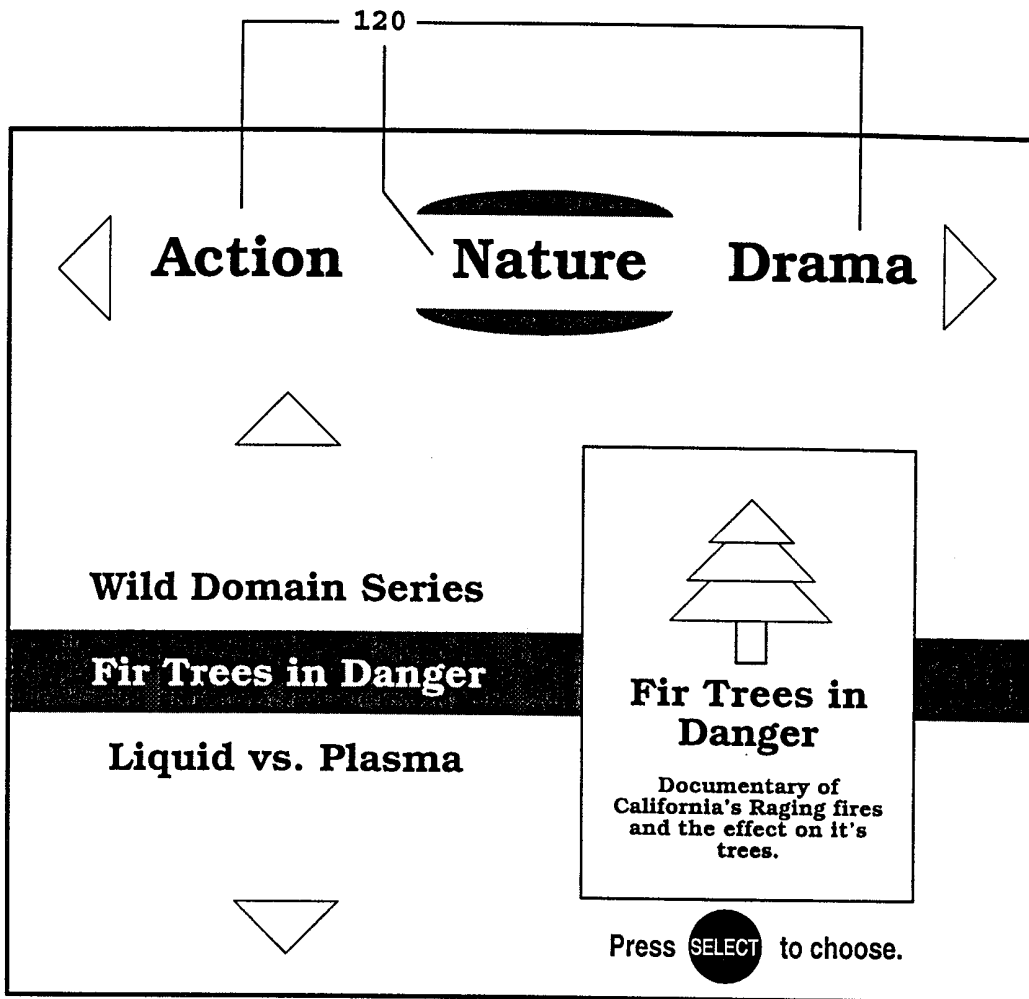 120
Action Nature Drama
Wild Domain Series
Fir Trees in Danger
Liquid vs. Plasma
Fir Trees in
Danger
Documentary of
California's Raging fires
and the effect on it's
trees.
Press SELECT to choose.